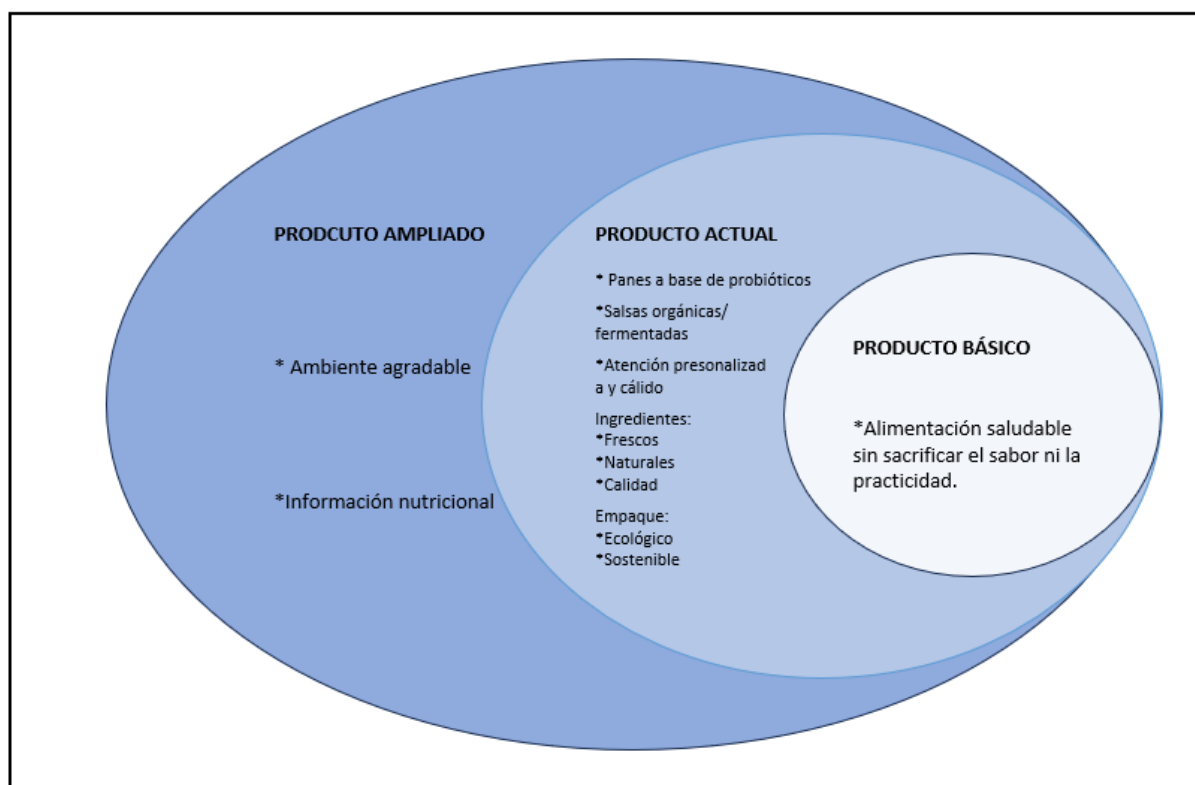 PRODCUTO AMPLIADO
* Ambiente agradable
*Información nutricional
PRODUCTO ACTUAL
* Panes a base de probióticos
*Salsas orgánicas/
fermentadas
*Atención presonalizad
a y cálido
Ingredientes:
*Frescos
*Naturales
*Calidad
Empaque:
*Ecológico
*Sostenible
PRODUCTO BÁSICO
*Alimentación saludable
sin sacrificar el sabor ni la
practicidad.